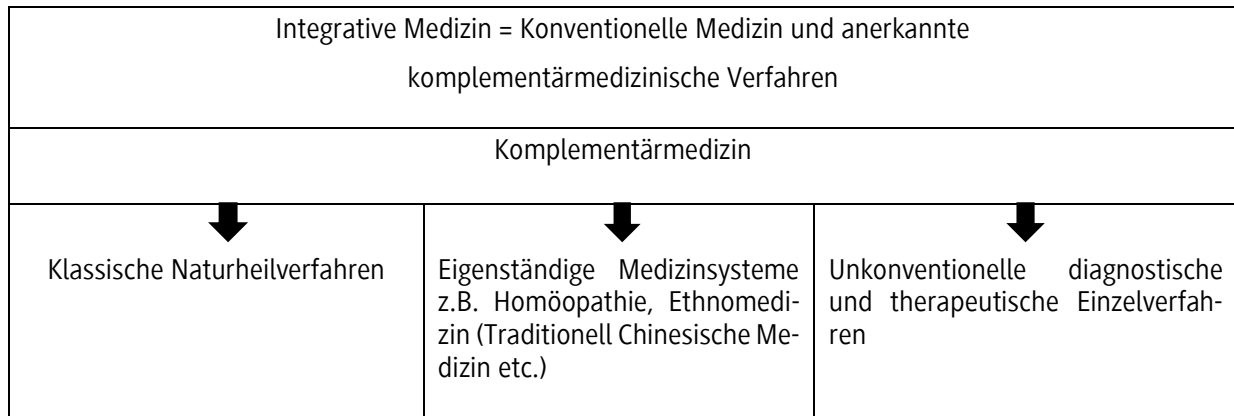 Integrative Medizin = Konventionelle Medizin und anerkannte
komplementärmedizinische Verfahren
Komplementärmedizin
Klassische Naturheilverfahren
Eigenständige Medizinsysteme
z.B. Homöopathie, Ethnomedi-
zin (Traditionell Chinesische Me-
dizin etc.)
Unkonventionelle diagnostische
und therapeutische Einzelverfah-
ren